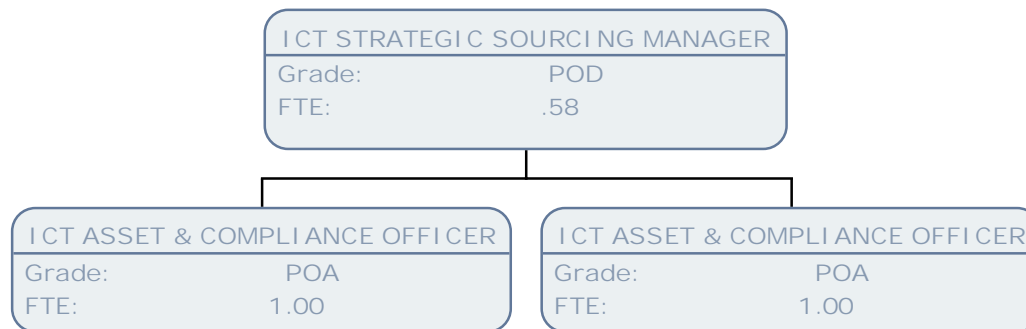 ICT STRATEGIC SOURCING MANAGER
Grade: POD
FTE: .58
ICT ASSET & COMPLIANCE OFFICER
Grade: POA
FTE: 1.00
ICT ASSET & COMPLIANCE OFFICER
Grade: POA
FTE: 1.00